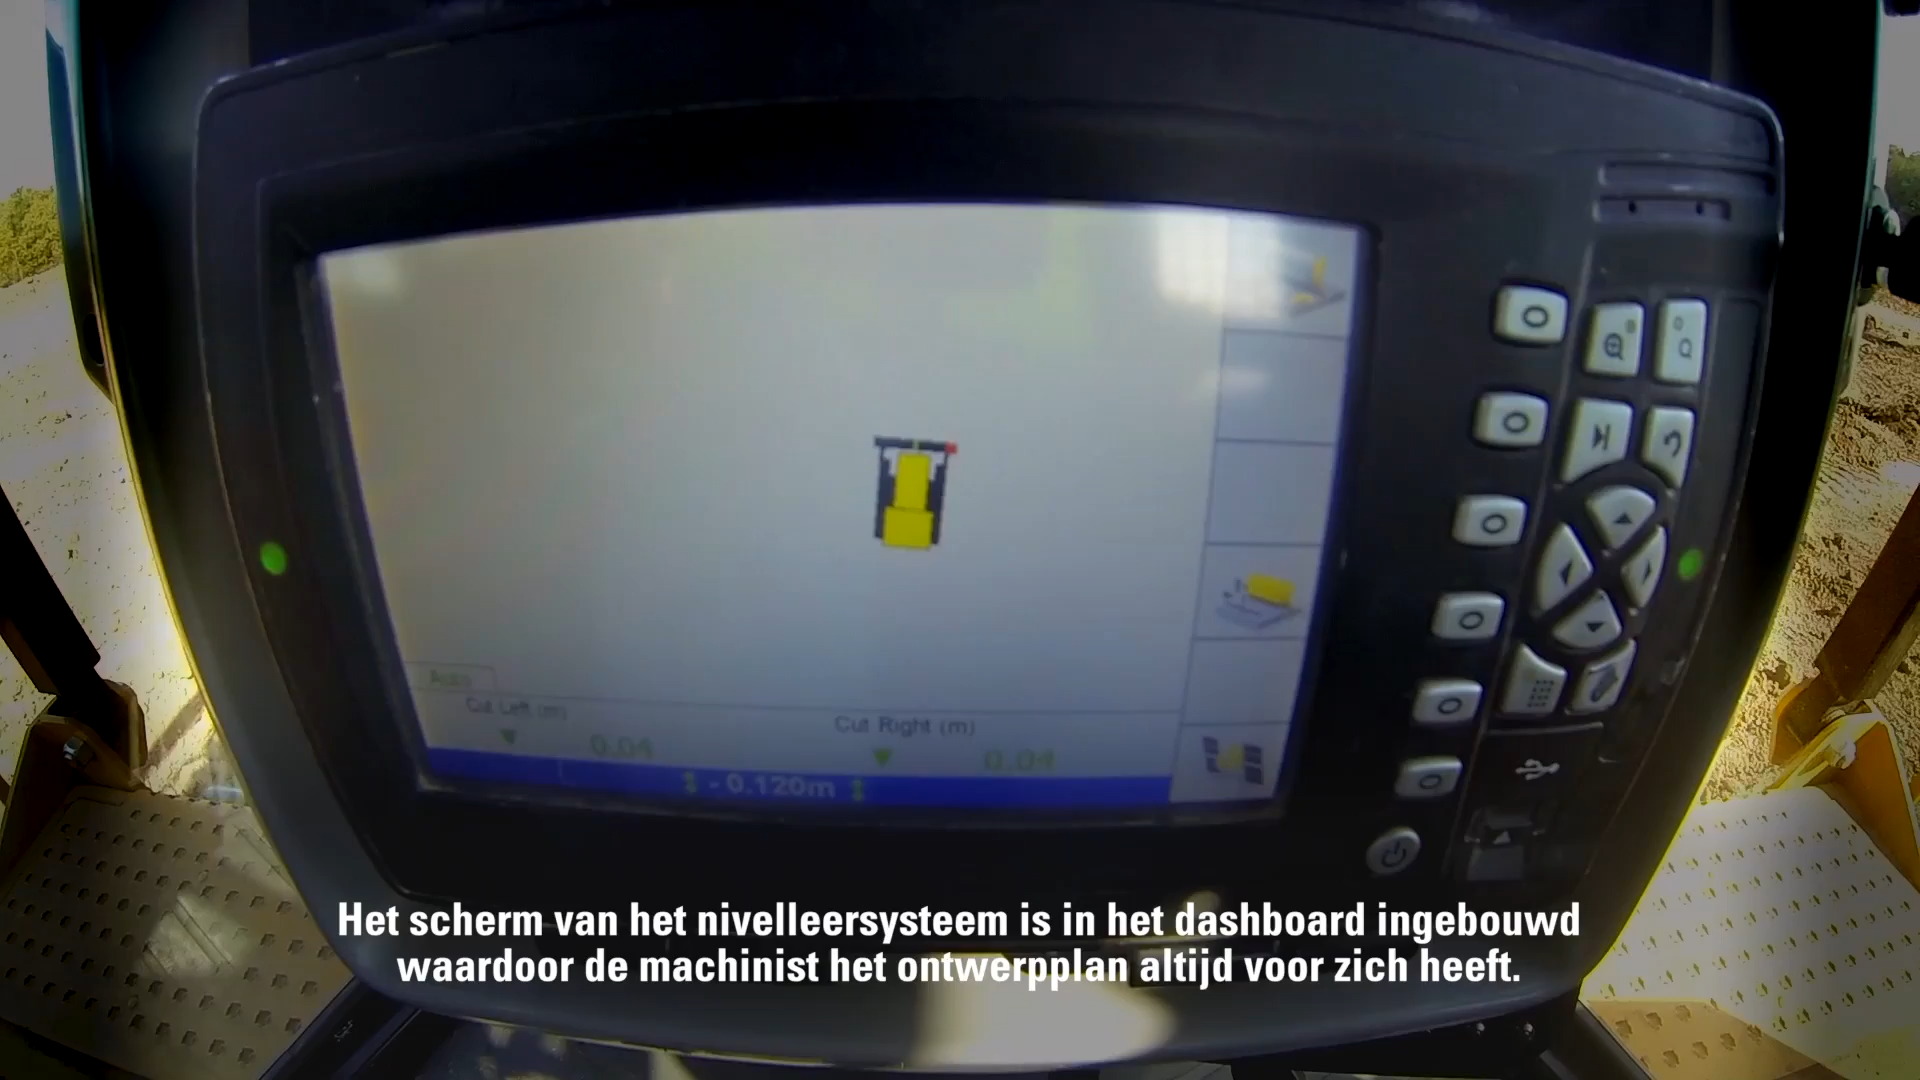 Auto
Cut Left (m)
Cut Right (m)
0.04
0.04
- 0.120m
Het scherm van het nivelleersysteem is in het dashboard ingebouwd
waardoor de machinist het ontwerpplan altijd voor zich heeft.